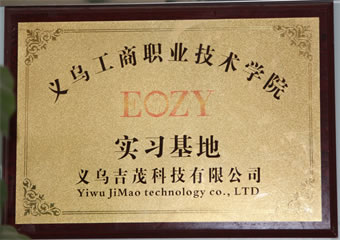 义乌工商职业技术学院
EOZY
实习基地
义乌吉茂科技有限公司
Yiwu JiMao technology co., LTD